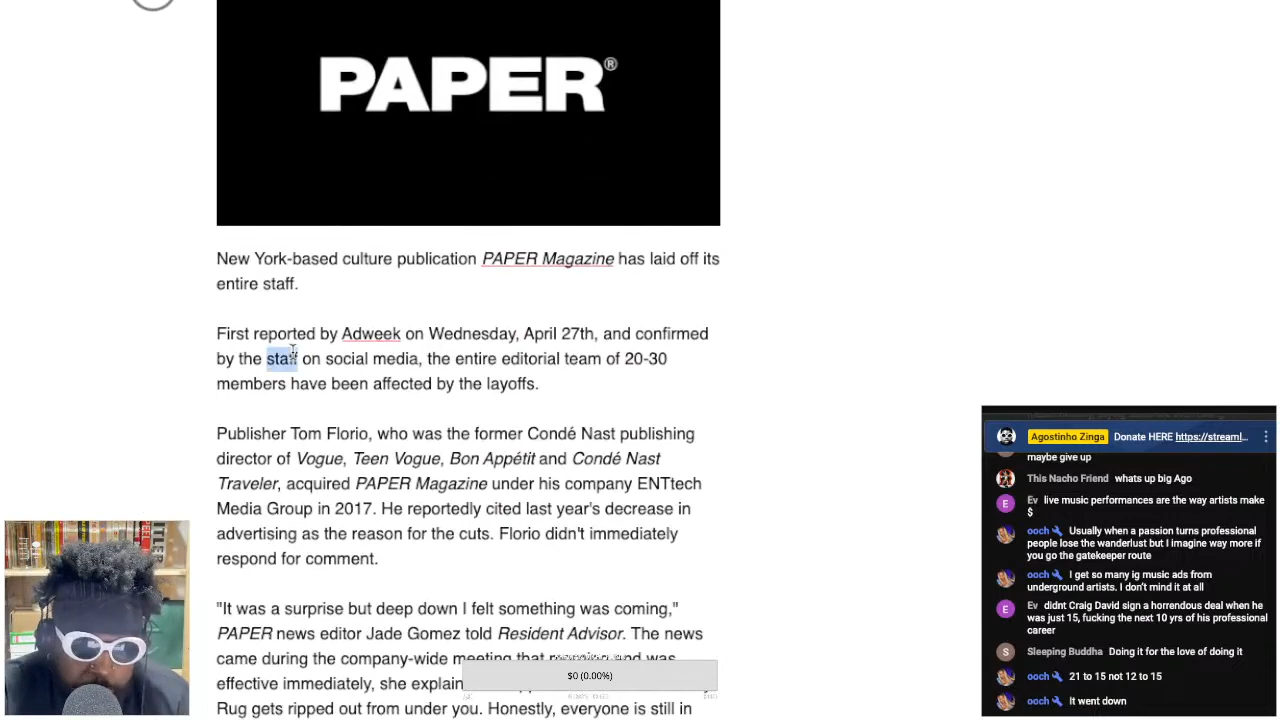 PAPER®
New York-based culture publication PAPER Magazine has laid off its
entire staff.
First reported by Adweek on Wednesday, April 27th, and confirmed
by the staff on social media, the entire editorial team of 20-30
members have been affected by the layoffs.
Publisher Tom Florio, who was the former Condé Nast publishing
director of Vogue, Teen Vogue, Bon Appétit and Condé Nast
Traveler, acquired PAPER Magazine under his company ENTtech
Media Group in 2017. He reportedly cited last year's decrease in
advertising as the reason for the cuts. Florio didn't immediately
respond for comment.
"It was a surprise but deep down I felt something was coming,"
PAPER news editor Jade Gomez told Resident Advisor. The news
came during the company-wide meeting that
effective immediately, she
Rug gets ripped out from under you. Honestly, everyone is still in
$0 (0.00%)
Agostinho Zinga Donate HERE https://streaml...
maybe give up
This Nacho Friend whats up big Ago
Ev live music performances are the way artists make
$
ooch Usually when a passion turns professional
people lose the wanderlust but I imagine way more if
you go the gatekeeper route
ooch I get so many ig music ads from
underground artists. I don't mind it at all
Ev didnt Craig David sign a horrendous deal when he
was just 15, fucking the next 10 yrs of his professional
career
Sleeping Buddha Doing it for the love of doing it
ooch 21 to 15 not 12 to 15
ooch It went down